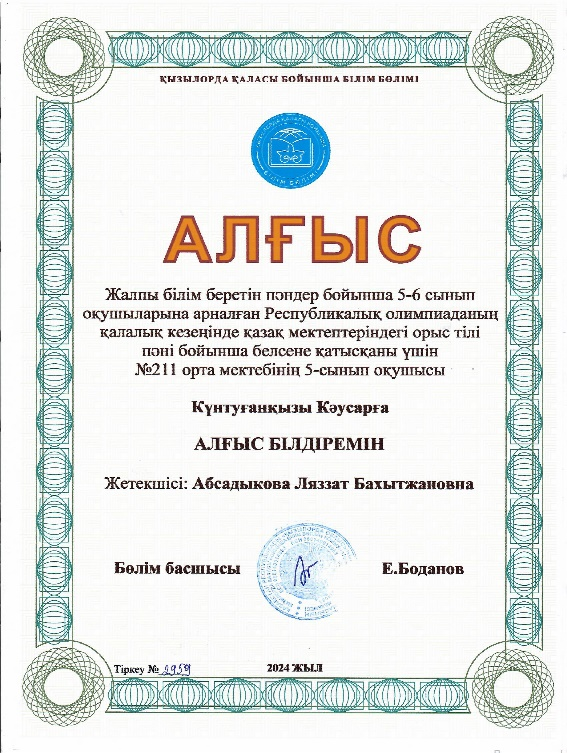 ҚЫЗЫЛОРДА ҚАЛАСЫ БОЙЫНША БІЛІМ БӨЛІМІ
БІЛІМ БӨЛІМІ
АЛҒЫС
Жалпы білім беретін пәндер бойынша 5-6 сынып
оқушыларына арналған Республикалық олимпиаданың
қалалық кезеңінде қазақ мектептеріндегі орыс тілі
пәні бойынша белсене қатысқаны үшін
№211 орта мектебінің 5-сынып оқушысы
Күнтуғанқызы Кәусарға
АЛҒЫС БІЛДІРЕМІН
Жетекшісі: Абсадыкова Ляззат Бахытжановна
Бөлім басшысы Е.Боданов
Тіркеу № 2959 2024 ЖЫЛ